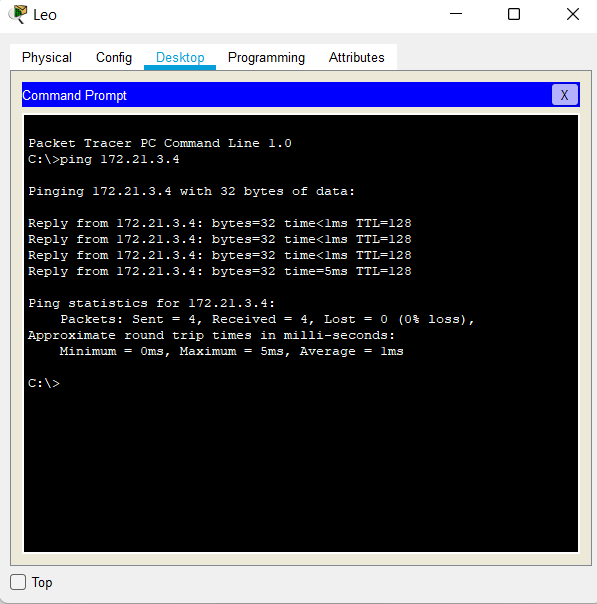 Leo
Physical Config Desktop Programming Attributes
Command Prompt X
Packet Tracer PC Command Line 1.0
C:\>ping 172.21.3.4
Pinging 172.21.3.4 with 32 bytes of data:
Reply from 172.21.3.4: bytes=32 time<1ms TTL=128
Reply from 172.21.3.4: bytes=32 time<1ms TTL=128
Reply from 172.21.3.4: bytes=32 time<1ms TTL=128
Reply from 172.21.3.4: bytes=32 time=5ms TTL=128
Ping statistics for 172.21.3.4:
    Packets: Sent = 4, Received = 4, Lost = 0 (0% loss),
Approximate round trip times in milli-seconds:
    Minimum = 0ms, Maximum = 5ms, Average = 1ms
C:\>
Top